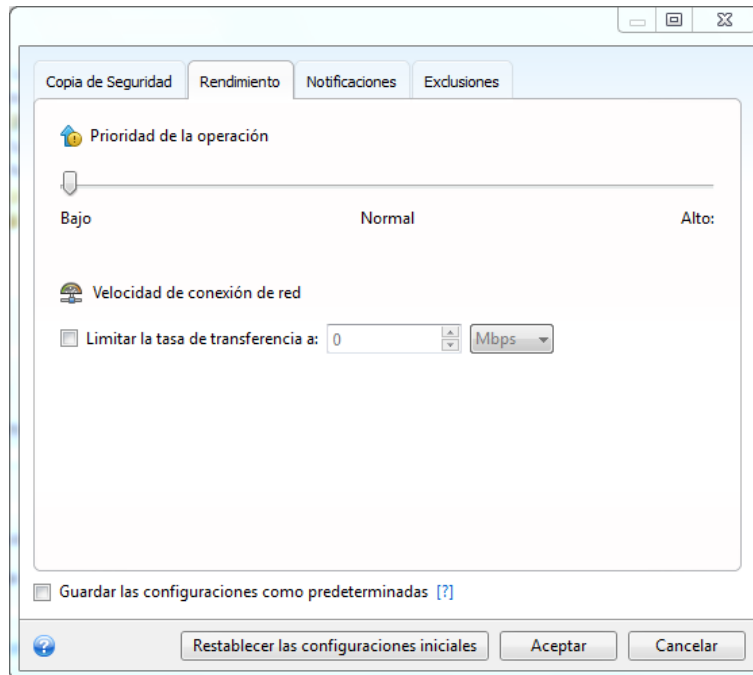 Copia de Seguridad Rendimiento Notificaciones Exclusiones
Prioridad de la operación
Bajo Normal Alto:
Velocidad de conexión de red
Limitar la tasa de transferencia a: 0 Mbps
Guardar las configuraciones como predeterminadas [?]
Restablecer las configuraciones iniciales Aceptar Cancelar